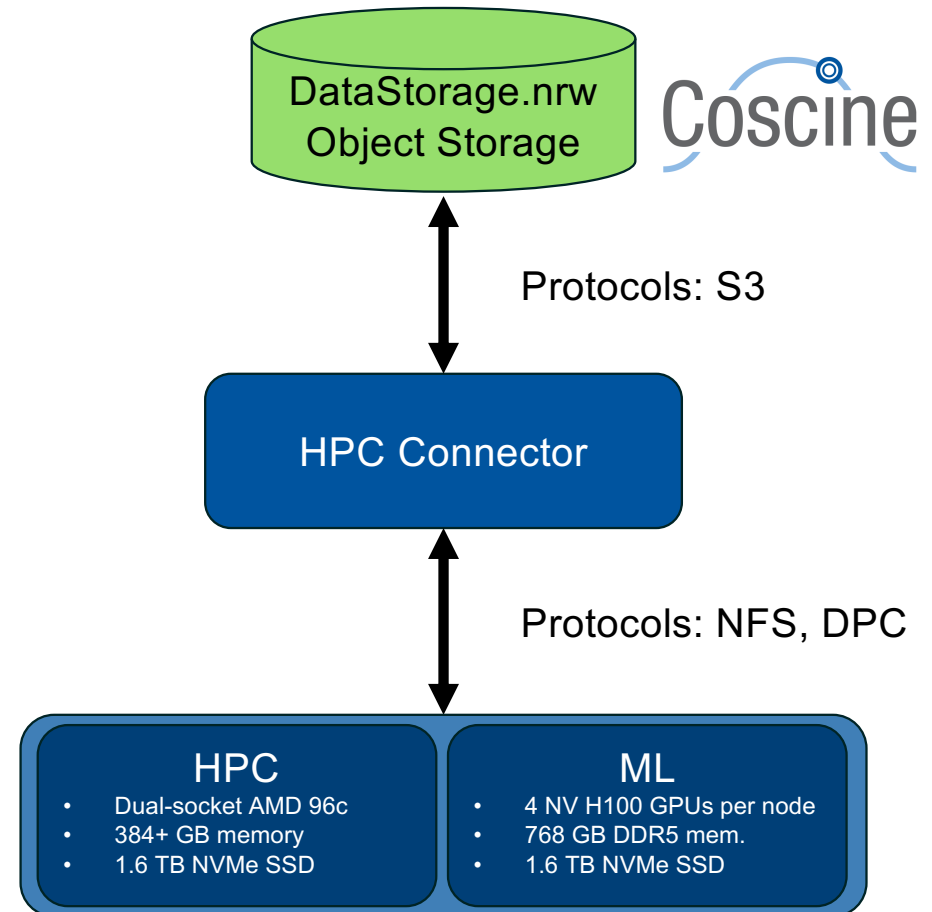 DataStorage.nrw
Object Storage
Coscine
Protocols: S3
HPC Connector
Protocols: NFS, DPC
HPC
• Dual-socket AMD 96c
• 384+ GB memory
• 1.6 TB NVMe SSD
ML
• 4 NV H100 GPUs per node
• 768 GB DDR5 mem.
• 1.6 TB NVMe SSD